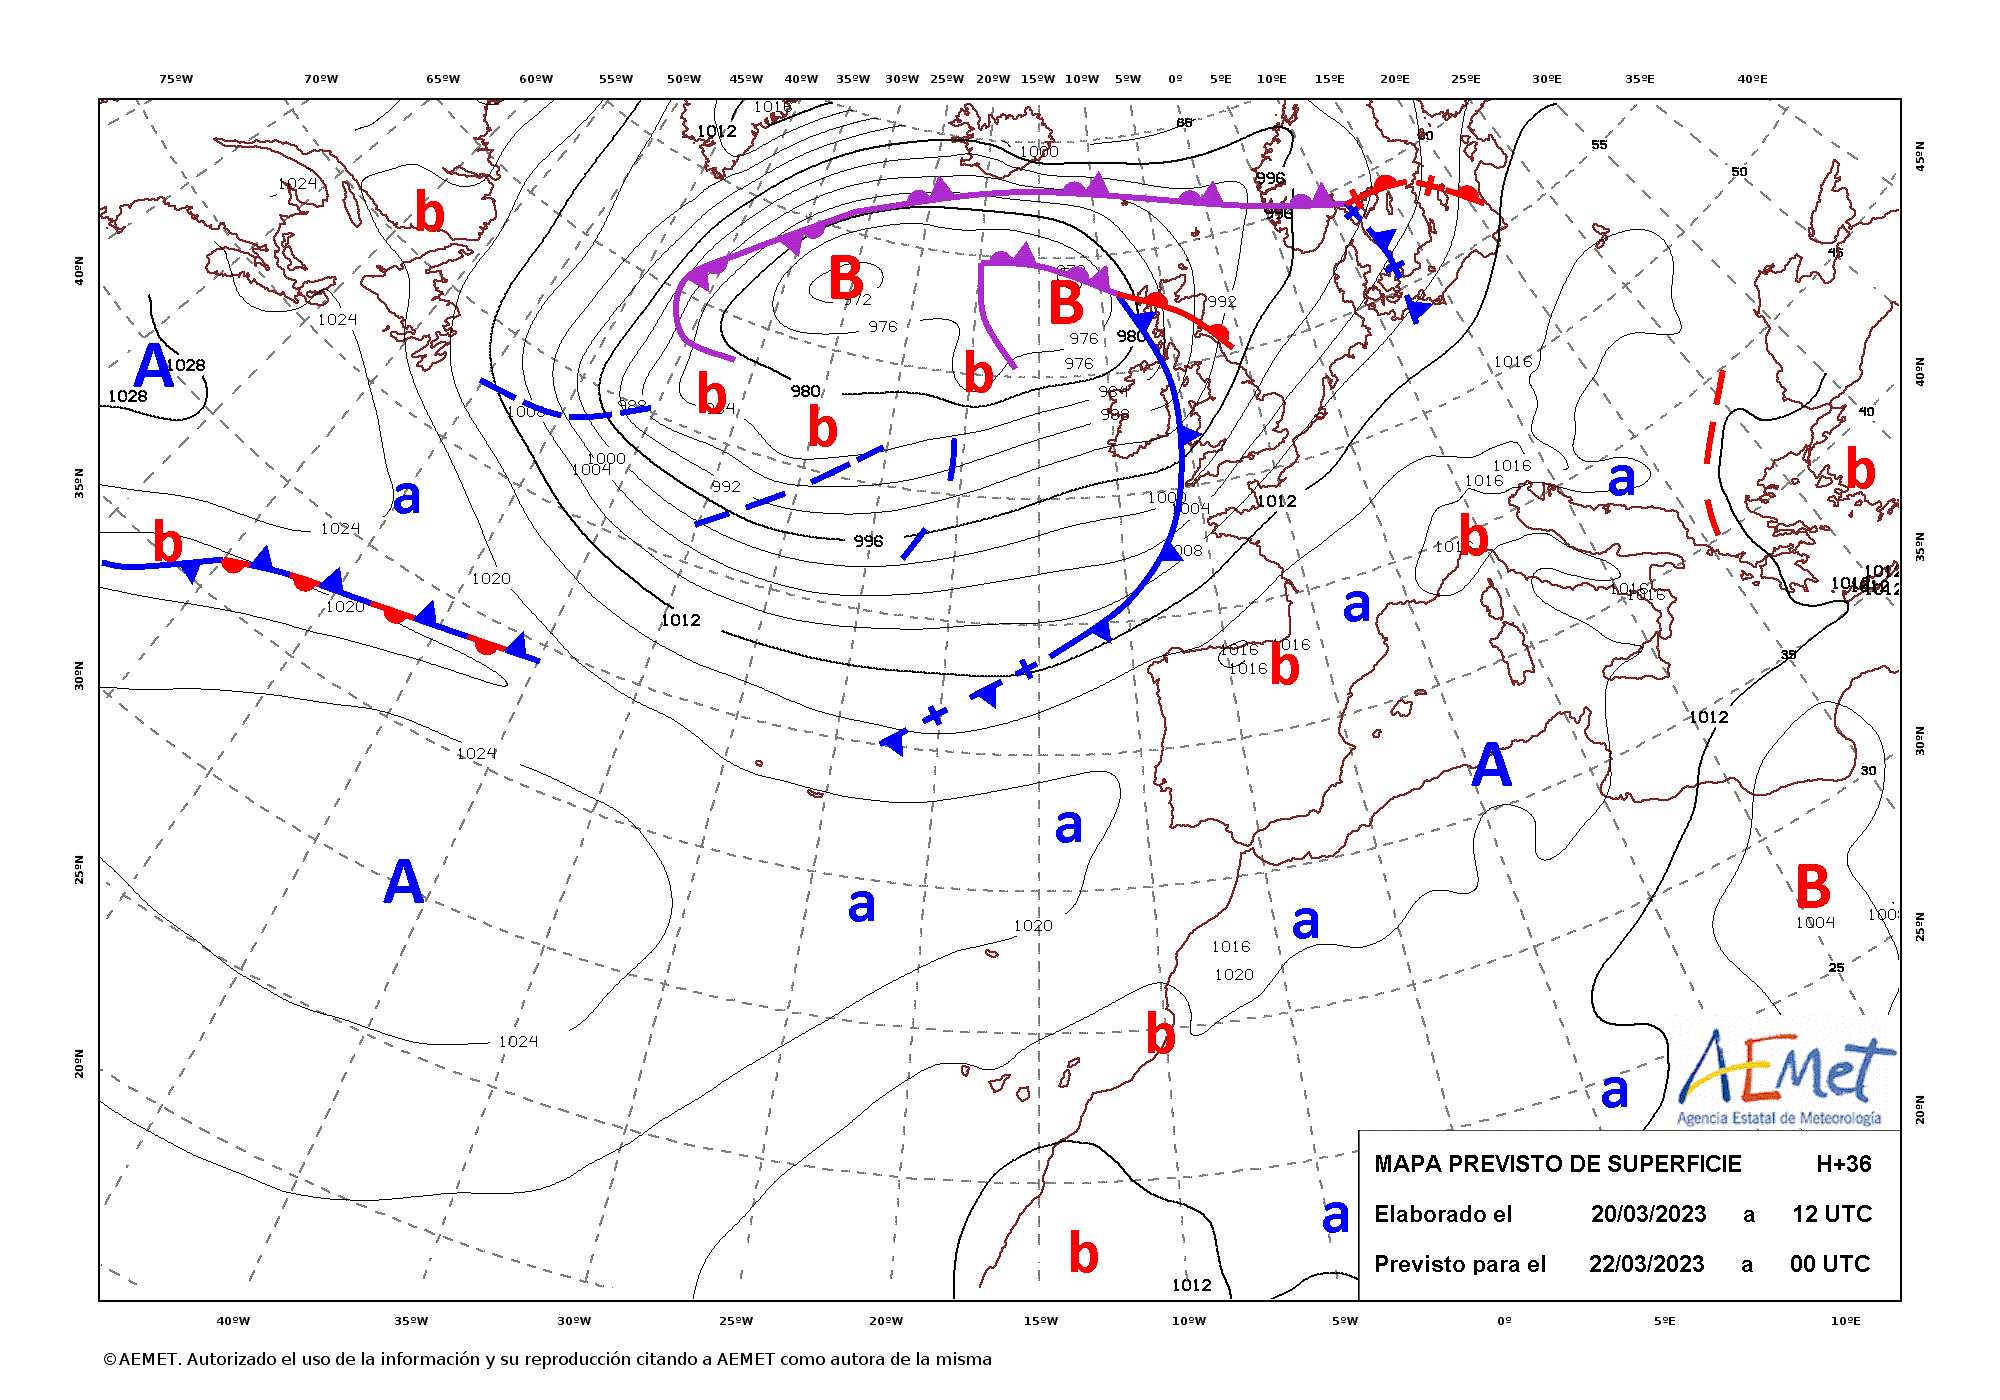 75ºW 70ºW 65ºW 60ºW 55ºW 50ºW 45ºW 40ºW 35ºW 30ºW 25ºW 20ºW 15ºW 10ºW 5ºW 0º 5ºE 10ºE 15ºE 20ºE 25ºE 30ºE 35ºE 40ºE
1016
1012
65
60
55
1000
45ºN
45ºN
50
996
1024
b
996
45
40ºN
B
972
B
992
1024
976
980
976
1016
40ºN
A
1028
976
b
1028
b
980
984
40
1008
988
988
b
1000
1016
b
1004
1016
a
35ºN
992
1000
1012
a
1004
1024
b
996
1008
b
35ºN
1020
1012
1016
1020
a
1016
1012
1016
1016
b
1016
35
30ºN
1012
1024
A
30ºN
30
a
25ºN
A
a
B
1020
a
1004
25ºN
1016
1020
25
1024
b
20ºN
AEMet
a
Agencia Estatal de Meteorología
20ºN
MAPA PREVISTO DE SUPERFICIE H+36
a
Elaborado el 20/03/2023 a 12 UTC
b
Previsto para el 22/03/2023 a 00 UTC
1012
40ºW 35ºW 30ºW 25ºW 20ºW 15ºW 10ºW 5ºW 0º 5ºE 10ºE
©AEMET. Autorizado el uso de la información y su reproducción citando a AEMET como autora de la misma